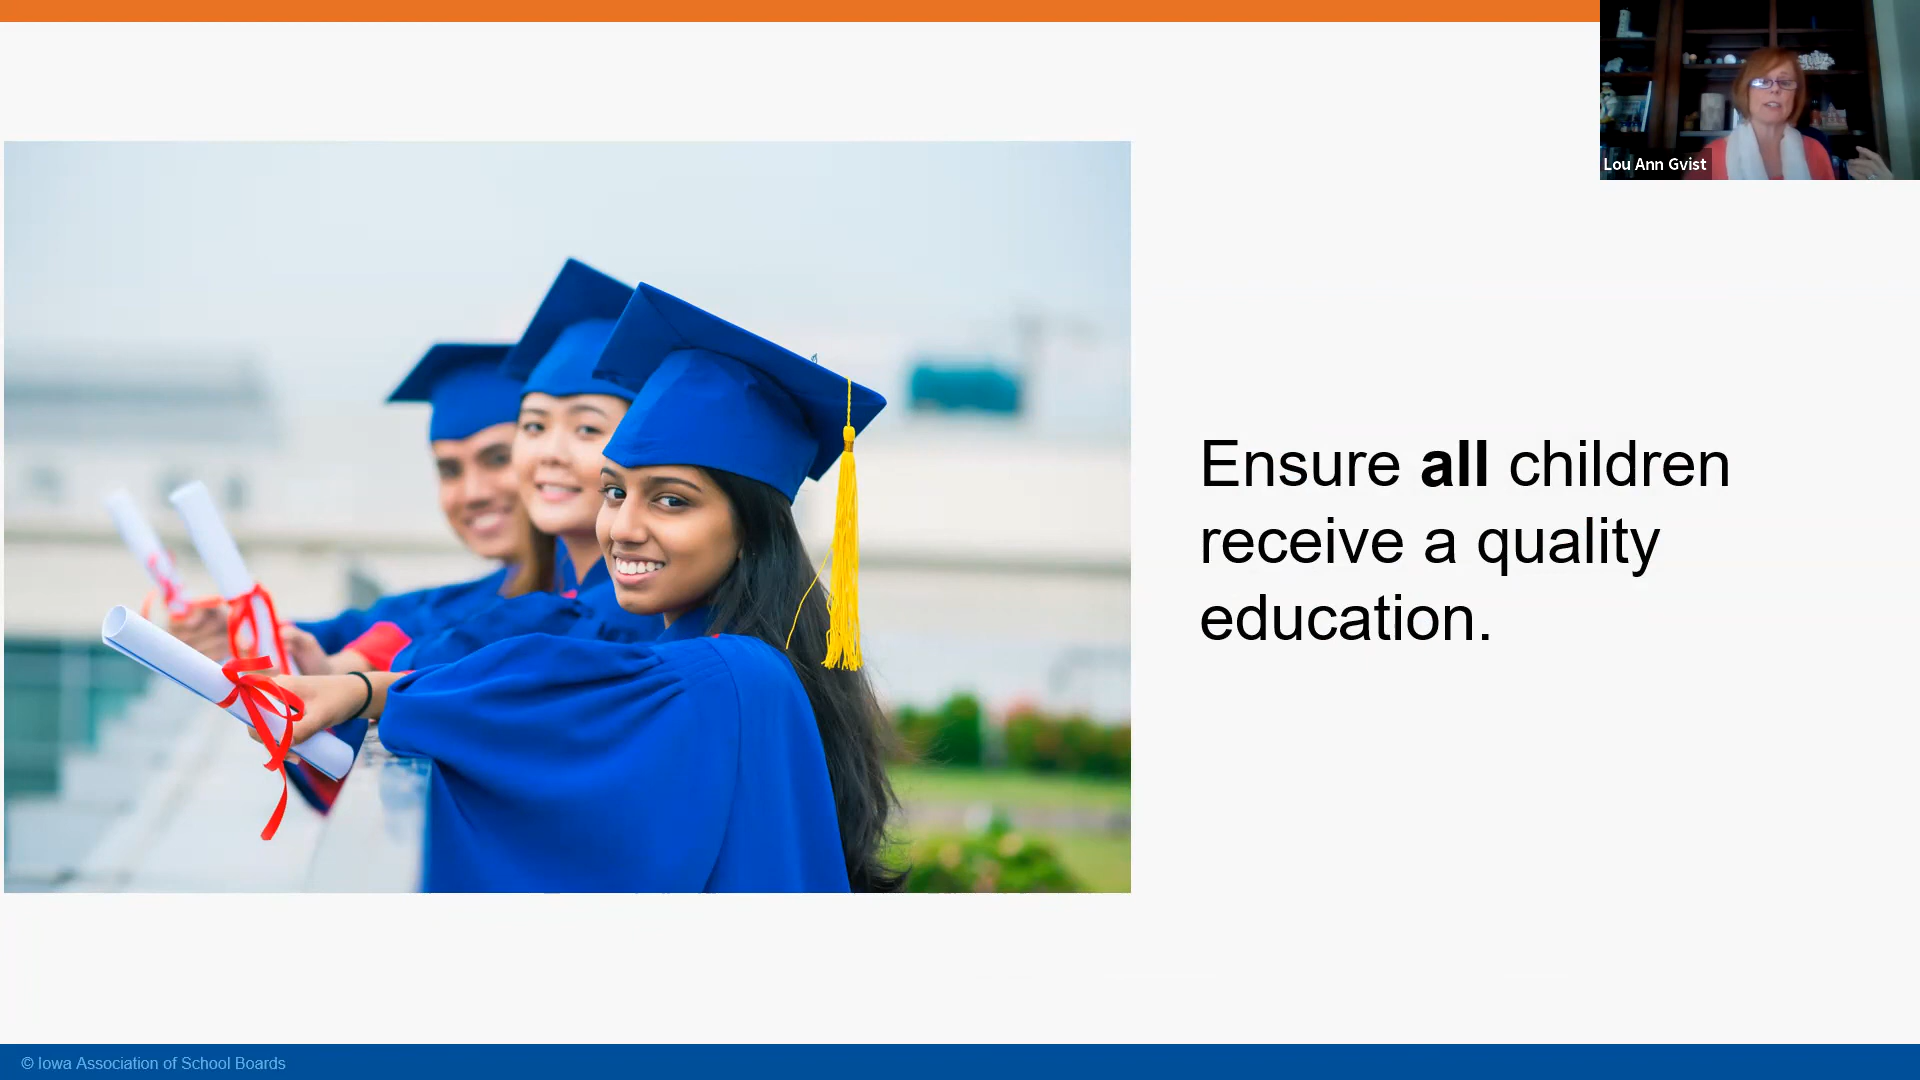 Lou Ann Gvist
Ensure all children
receive a quality
education.
© Iowa Association of School Boards